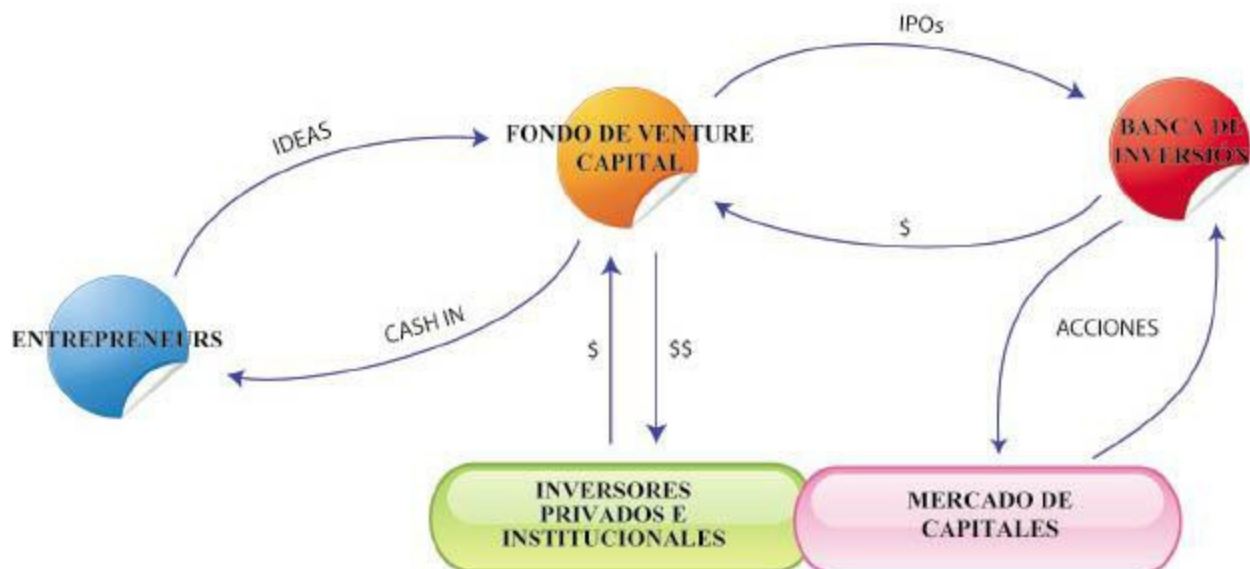 IPOs
IDEAS
FONDO DE VENTURE
CAPITAL
BANCA DE
INVERSIÓN
$
ENTREPRENEURS
CASH IN
$
$$
ACCIONES
INVERSORES
PRIVADOS E
INSTITUCIONALES
MERCADO DE
CAPITALES